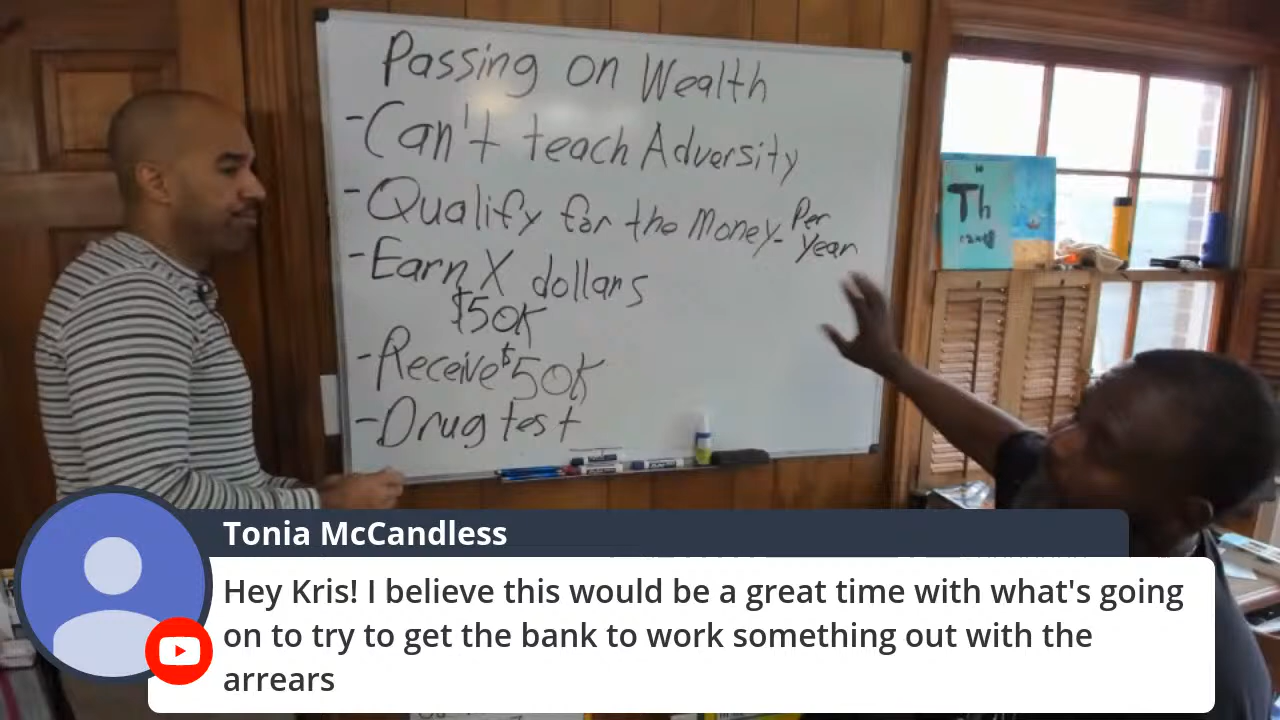 Passing on Wealth
-Can't teach Adversity
-Qualify for the Money-Per
Year
-Earn X dollars
$50K
-Receive $50K
-Drug test
Th
Tonia McCandless
Hey Kris! I believe this would be a great time with what's going
on to try to get the bank to work something out with the
arrears